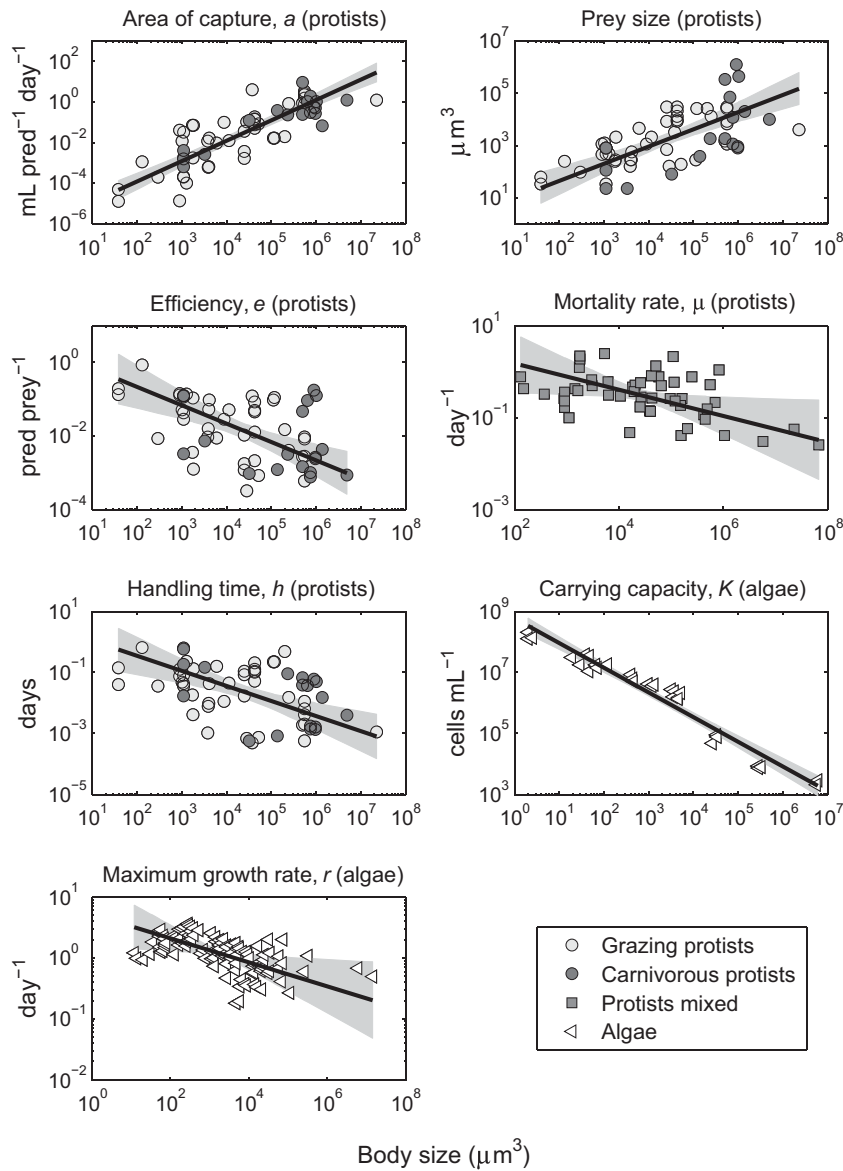 Area of capture, a (protists)
mL pred⁻¹ day⁻¹
10²
10⁰
10⁻²
10⁻⁴
10⁻⁶
10¹ 10² 10³ 10⁴ 10⁵ 10⁶ 10⁷ 10⁸
Prey size (protists)
μm³
10⁷
10⁵
10³
10¹
10¹ 10² 10³ 10⁴ 10⁵ 10⁶ 10⁷ 10⁸
Efficiency, e (protists)
pred prey⁻¹
10⁰
10⁻²
10⁻⁴
10¹ 10² 10³ 10⁴ 10⁵ 10⁶ 10⁷ 10⁸
Mortality rate, μ (protists)
day⁻¹
10¹
10⁻¹
10⁻³
10² 10⁴ 10⁶ 10⁸
Handling time, h (protists)
days
10¹
10⁻¹
10⁻³
10⁻⁵
10¹ 10² 10³ 10⁴ 10⁵ 10⁶ 10⁷ 10⁸
Carrying capacity, K (algae)
cells mL⁻¹
10⁹
10⁷
10⁵
10³
10⁰ 10¹ 10² 10³ 10⁴ 10⁵ 10⁶ 10⁷
Maximum growth rate, r (algae)
day⁻¹
10¹
10⁰
10⁻¹
10⁻²
10⁰ 10² 10⁴ 10⁶ 10⁸
Grazing protists
Carnivorous protists
Protists mixed
Algae
Body size (μm³)